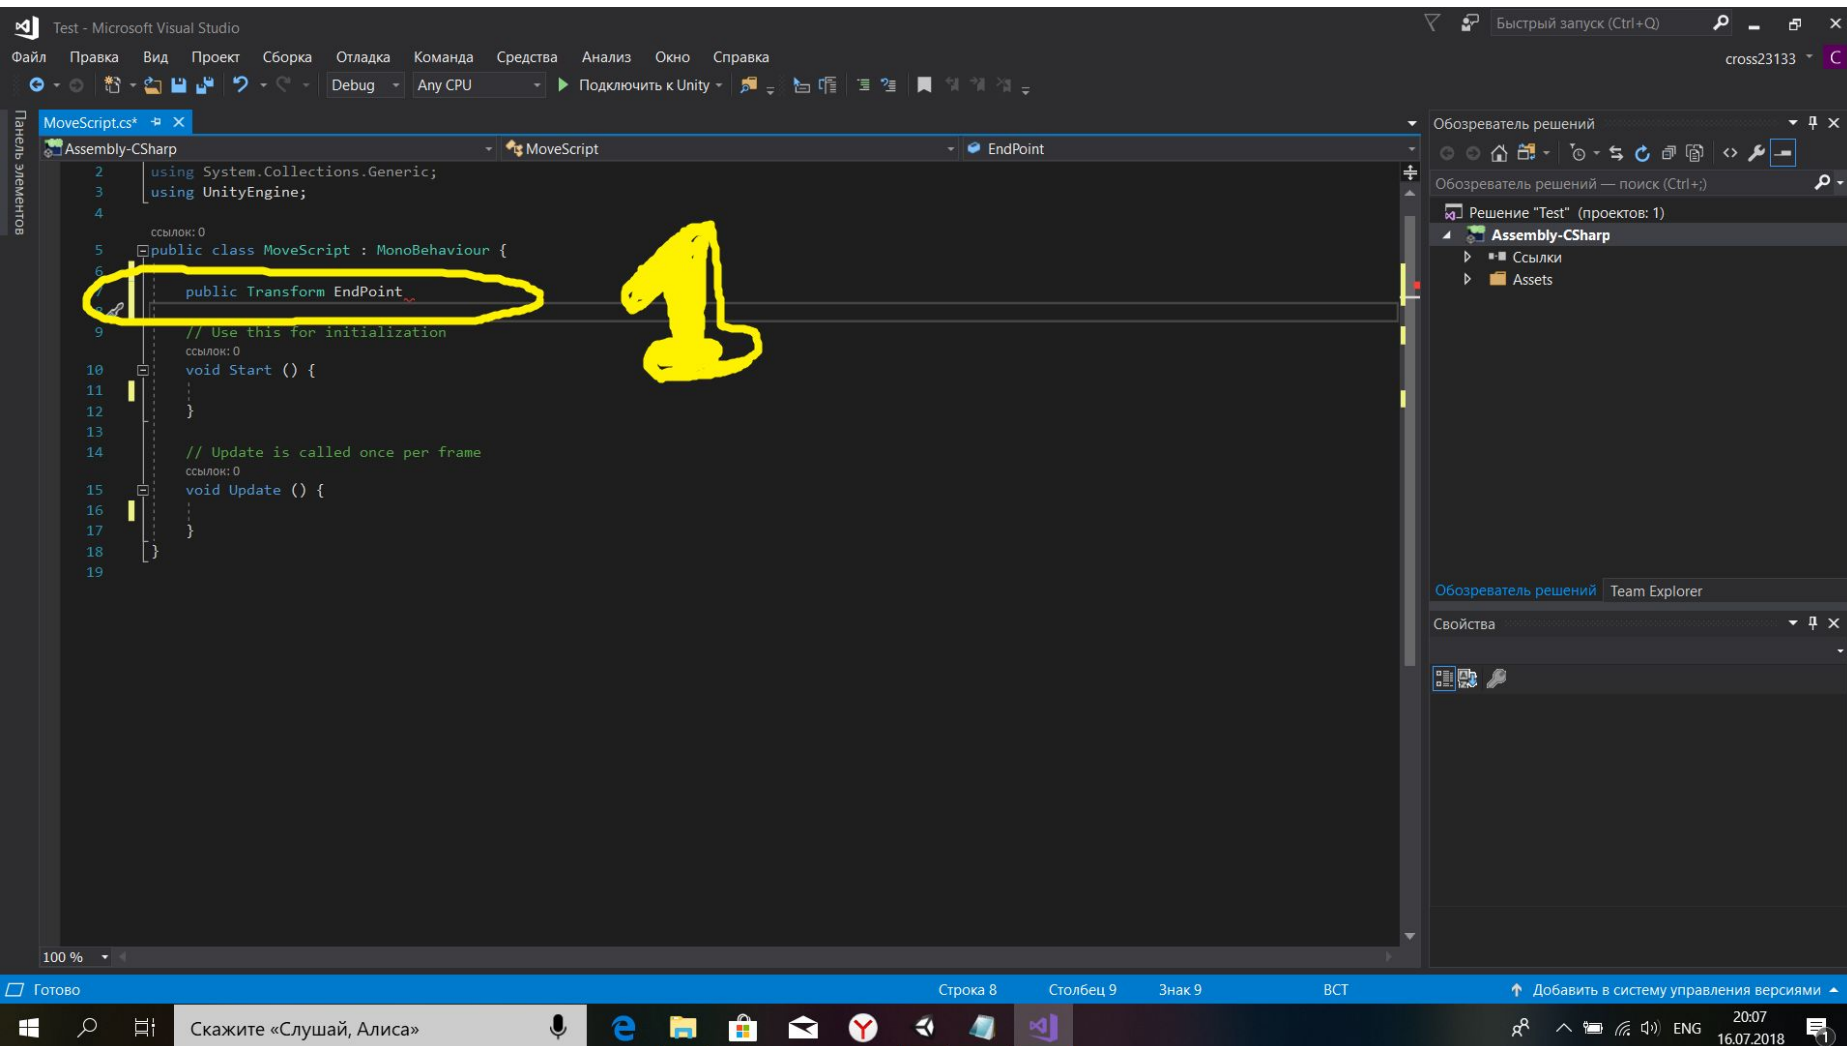 Test - Microsoft Visual Studio
Быстрый запуск (Ctrl+Q)
Файл Правка Вид Проект Сборка Отладка Команда Средства Анализ Окно Справка
cross23133 C
Debug Any CPU Подключить к Unity
Панель элементов
MoveScript.cs*
Assembly-CSharp MoveScript EndPoint
2 using System.Collections.Generic;
3 using UnityEngine;
4
ссылок: 0
5 public class MoveScript : MonoBehaviour {
6
7 public Transform EndPoint
8
9 // Use this for initialization
ссылок: 0
10 void Start () {
11
12 }
13
14 // Update is called once per frame
ссылок: 0
15 void Update () {
16
17 }
18 }
19
1
100 %
Обозреватель решений
Обозреватель решений — поиск (Ctrl+;)
Решение "Test" (проектов: 1)
Assembly-CSharp
Ссылки
Assets
Обозреватель решений Team Explorer
Свойства
Готово Строка 8 Столбец 9 Знак 9 ВСТ Добавить в систему управления версиями
Скажите «Слушай, Алиса»
ENG
20:07
16.07.2018
1